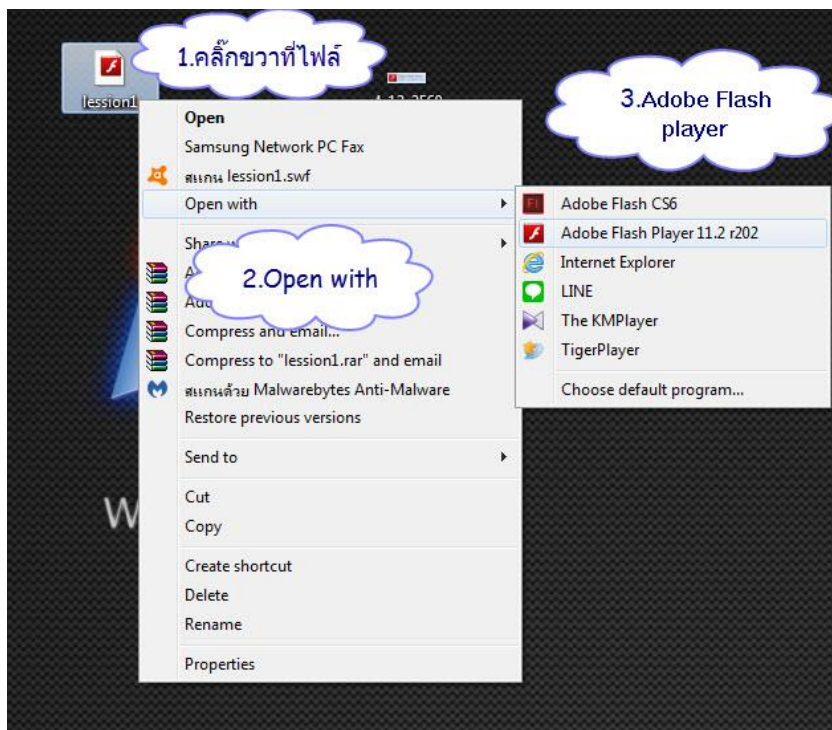 1.คลิ๊กขวาที่ไฟล์
lession1
3.Adobe Flash
player
Open
Samsung Network PC Fax
สแกน lession1.swf
Open with
Adobe Flash CS6
Adobe Flash Player 11.2 r202
Internet Explorer
LINE
The KMPlayer
TigerPlayer
Choose default program...
2.Open with
Compress and email...
Compress to "lession1.rar" and email
สแกนด้วย Malwarebytes Anti-Malware
Restore previous versions
Send to
Cut
Copy
Create shortcut
Delete
Rename
Properties
W